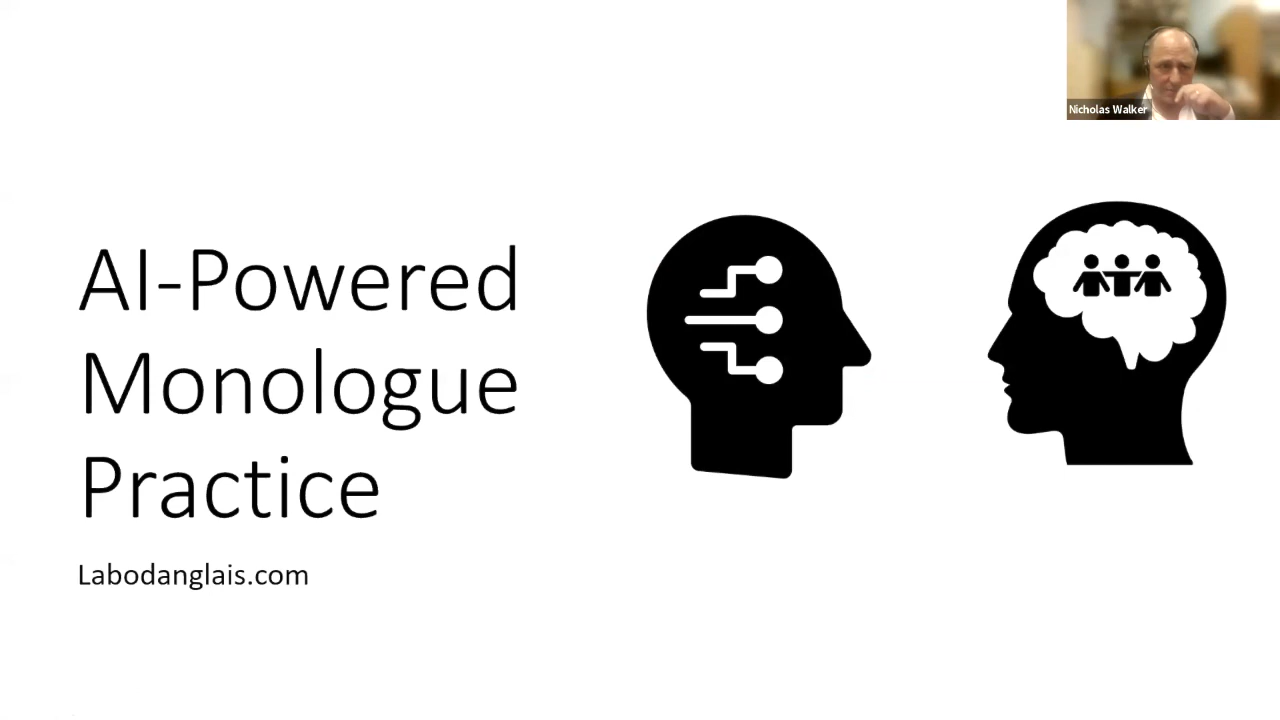 Nicholas Walker
AI-Powered
Monologue
Practice
Labodanglais.com